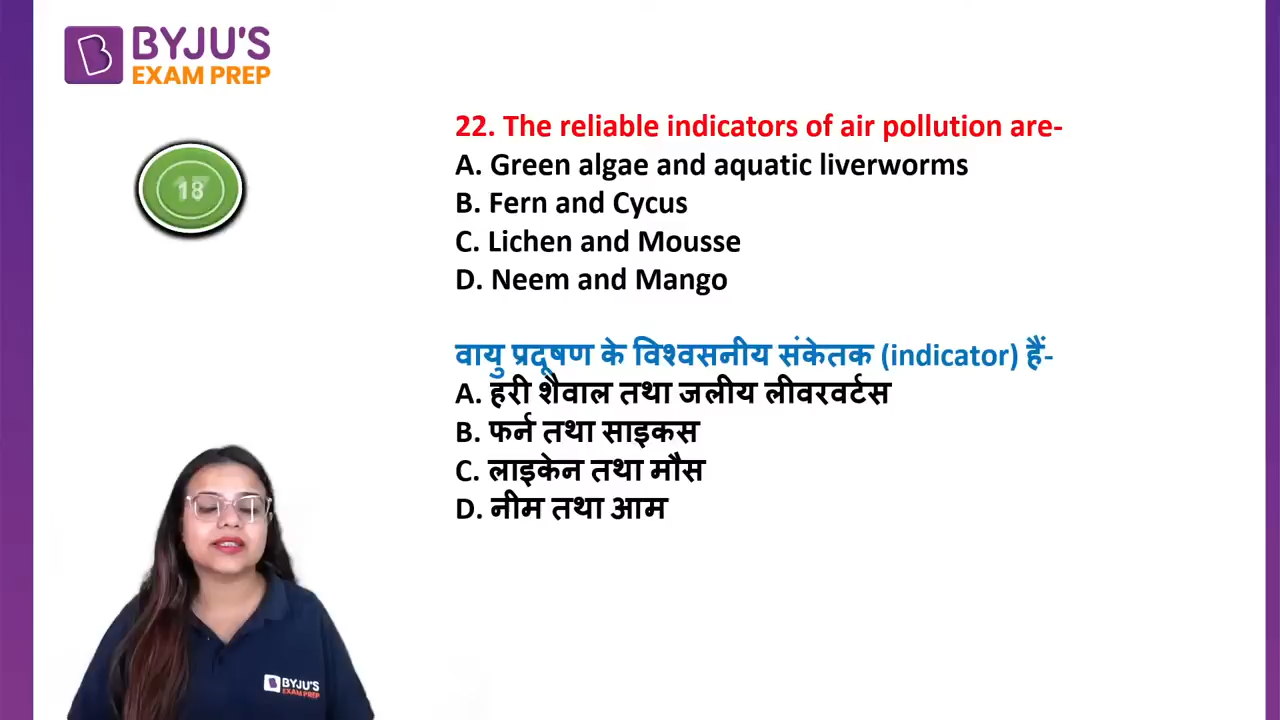 BYJU'S
EXAM PREP
22. The reliable indicators of air pollution are-
A. Green algae and aquatic liverworms
B. Fern and Cycus
C. Lichen and Mousse
D. Neem and Mango
18
वायु प्रदूषण के विश्वसनीय संकेतक (indicator) हैं-
A. हरी शैवाल तथा जलीय लीवरवर्टस
B. फर्न तथा साइकस
C. लाइकेन तथा मौस
D. नीम तथा आम
BYJU'S
EXAM PREP